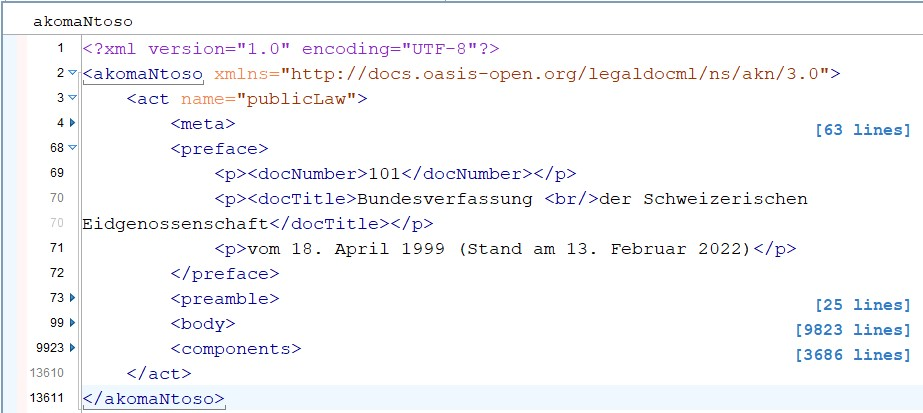 akomaNtoso
1 <?xml version="1.0" encoding="UTF-8"?>
2 <akomaNtoso xmlns="http://docs.oasis-open.org/legaldocml/ns/akn/3.0">
3 <act name="publicLaw">
4 <meta> [63 lines]
68 <preface>
69 <p><docNumber>101</docNumber></p>
70 <p><docTitle>Bundesverfassung <br/>der Schweizerischen
70 Eidgenossenschaft</docTitle></p>
71 <p>vom 18. April 1999 (Stand am 13. Februar 2022)</p>
72 </preface>
73 <preamble> [25 lines]
99 <body> [9823 lines]
9923 <components> [3686 lines]
13610 </act>
13611 </akomaNtoso>